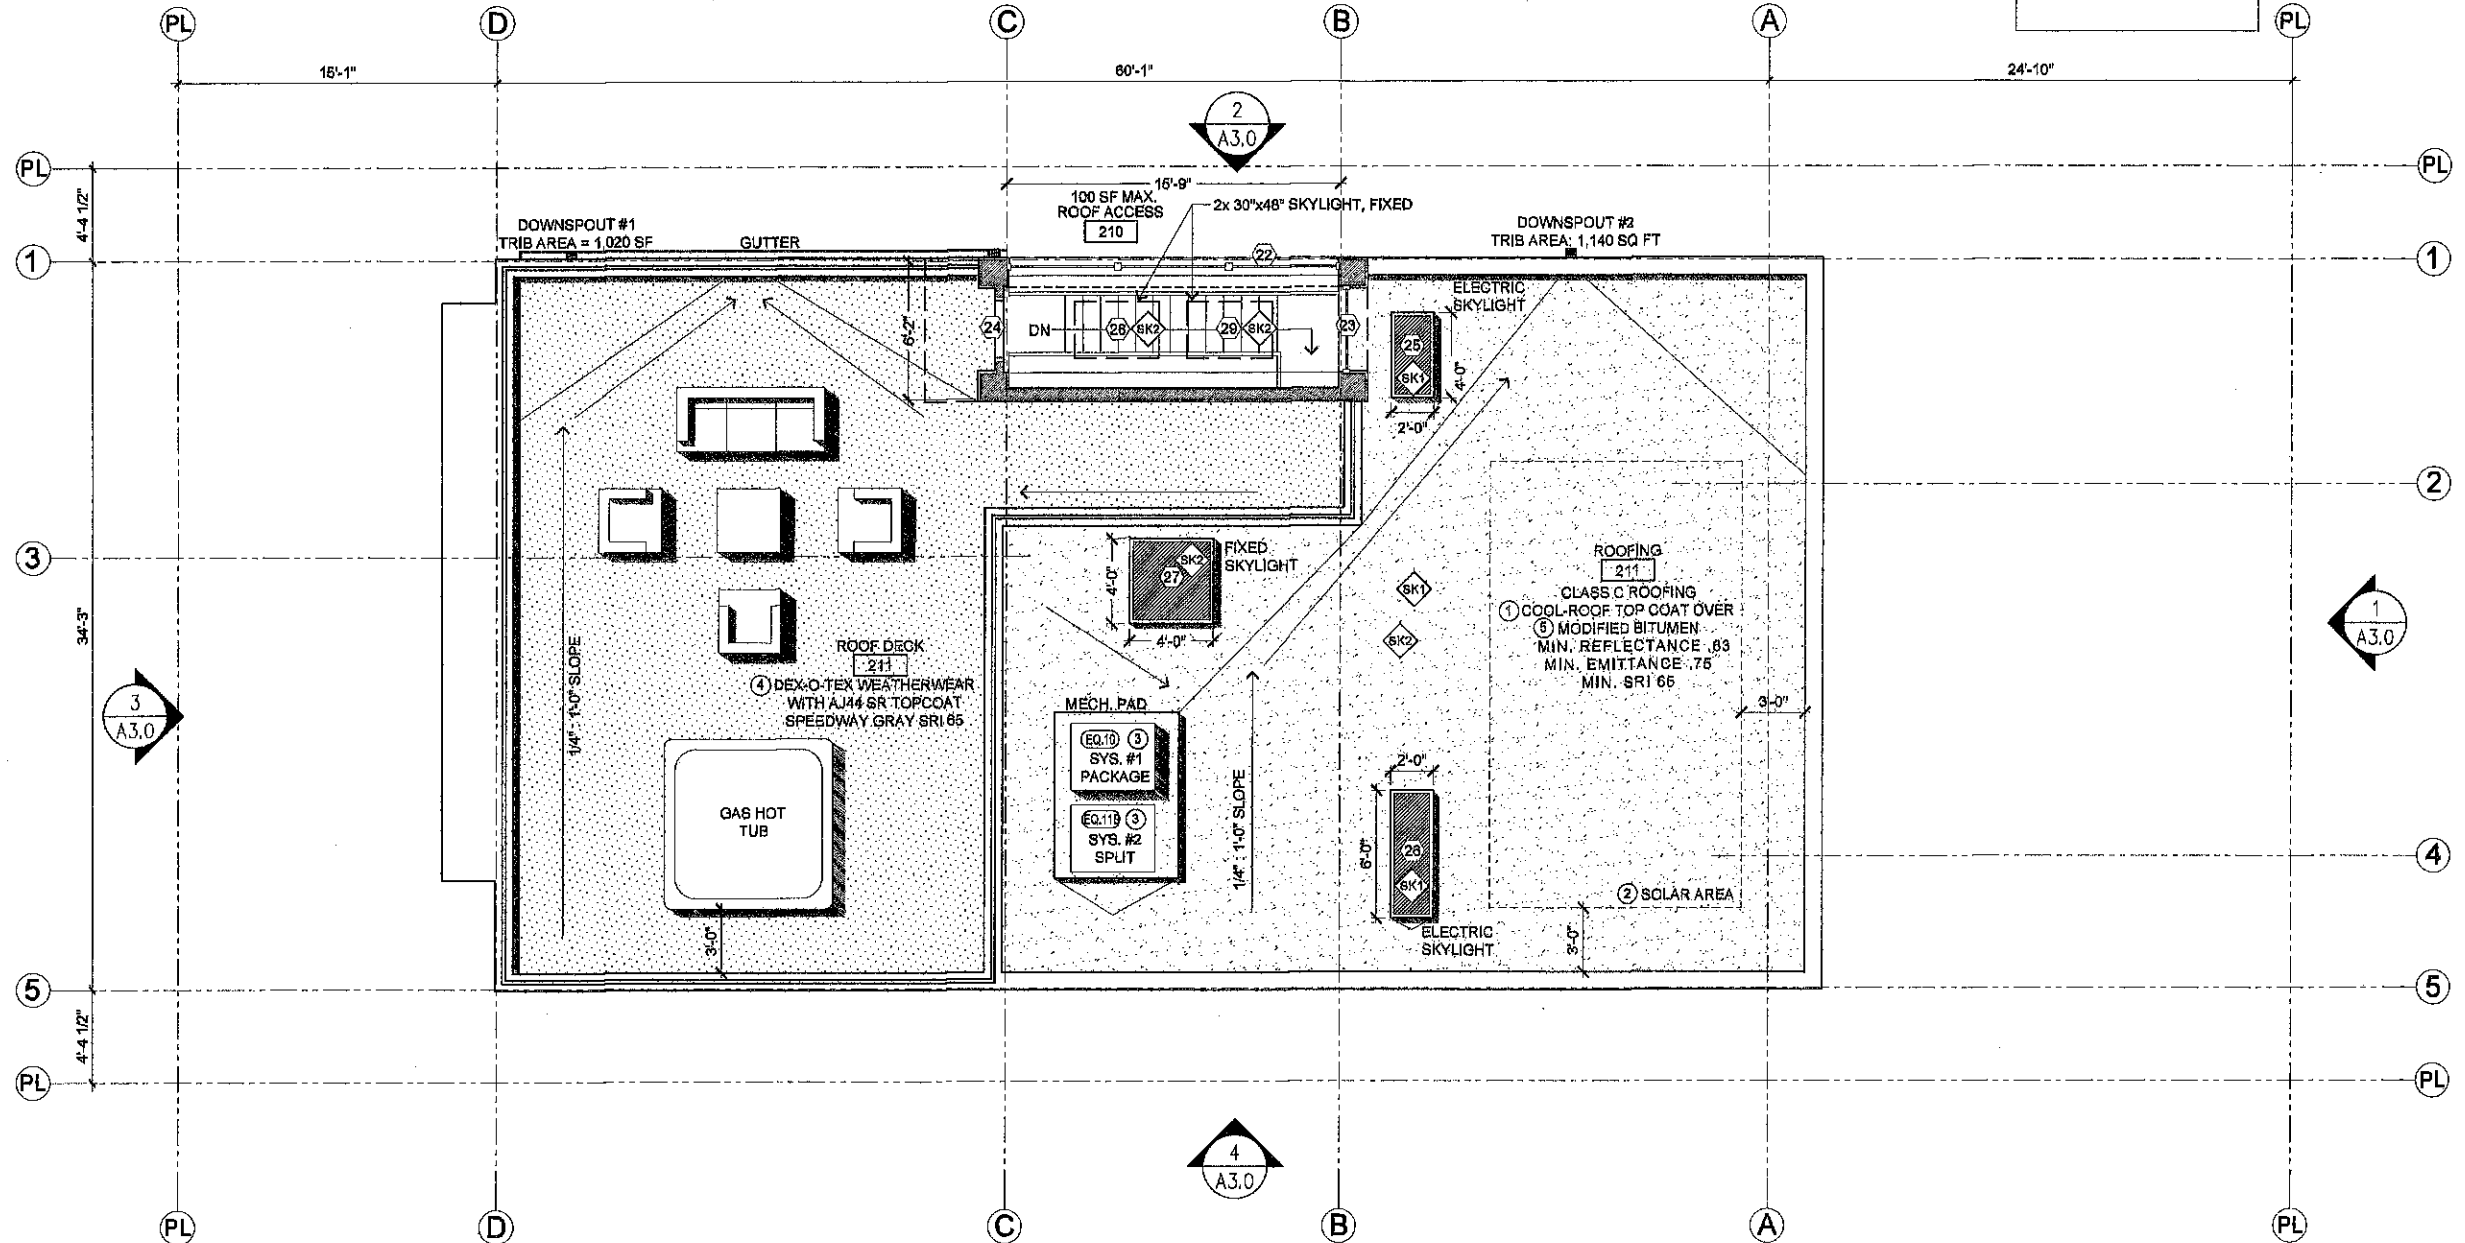 PL
D
C
B
A
PL
15'-1"
60'-1"
24'-10"
2
A3.0
PL
PL
4'-4 1/2"
15'-9"
100 SF MAX.
ROOF ACCESS
210
2x 30"x48" SKYLIGHT, FIXED
DOWNSPOUT #1
TRIB AREA = 1,020 SF
GUTTER
DOWNSPOUT #2
TRIB AREA: 1,140 SQ FT
22
1
1
ELECTRIC
SKYLIGHT
6'-2"
24
DN
28
SK2
29
SK2
23
25
SK1
4'-0"
2'-0"
2
3
34'-3"
FIXED
SKYLIGHT
SK2
27
4'-0"
4'-0"
SK1
SK2
ROOFING
211
CLASS C ROOFING
1 COOL-ROOF TOP COAT OVER
5 MODIFIED BITUMEN
MIN. REFLECTANCE .63
MIN. EMITTANCE .75
MIN. SRI 65
1
A3.0
1/4" : 1'-0" SLOPE
ROOF DECK
211
4 DEX-O-TEX WEATHERWEAR
WITH AJ44 SR TOPCOAT
SPEEDWAY GRAY SRI 65
3
A3.0
3'-0"
MECH. PAD
EQ.10 3
SYS. #1
PACKAGE
EQ.11B 3
SYS. #2
SPLIT
1/4" : 1'-0" SLOPE
2'-0"
6'-0"
26
SK1
ELECTRIC
SKYLIGHT
GAS HOT
TUB
3'-0"
4
2 SOLAR AREA
3'-0"
5
5
4'-4 1/2"
PL
PL
4
A3.0
PL
D
C
B
A
PL